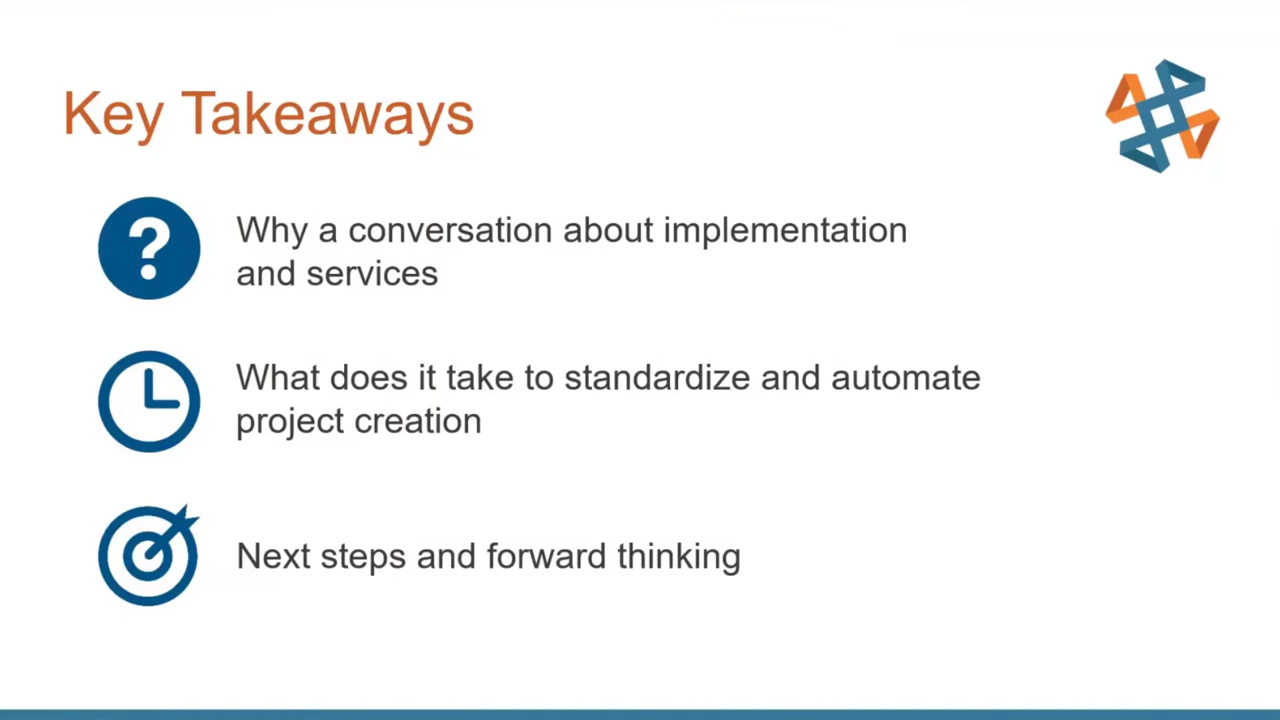 Key Takeaways
Why a conversation about implementation
and services
What does it take to standardize and automate
project creation
Next steps and forward thinking